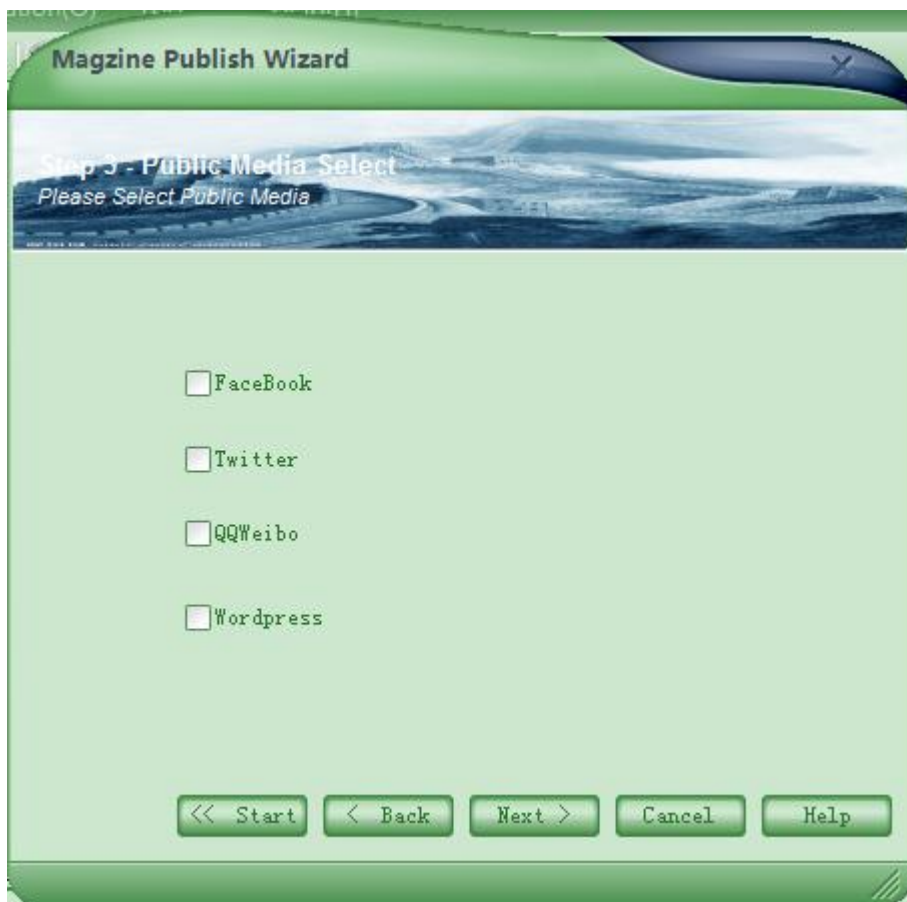 Magzine Publish Wizard
Step 3 - Public Media Select
Please Select Public Media
FaceBook
Twitter
QQWeibo
Wordpress
<< Start < Back Next > Cancel Help